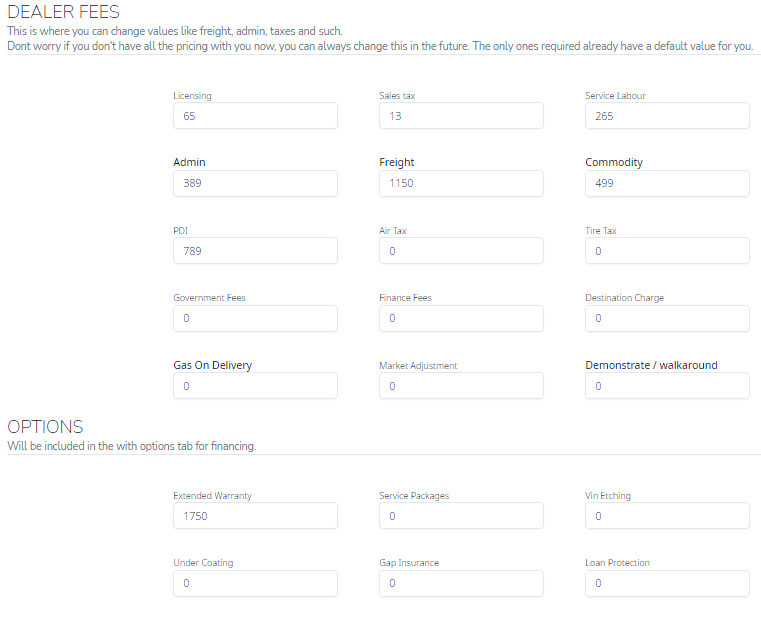 DEALER FEES
This is where you can change values like freight, admin, taxes and such.
Dont worry if you don't have all the pricing with you now, you can always change this in the future. The only ones required already have a default value for you.
Licensing Sales tax Service Labour
65 13 265
Admin Freight Commodity
389 1150 499
PDI Air Tax Tire Tax
789 0 0
Government Fees Finance Fees Destination Charge
0 0 0
Gas On Delivery Market Adjustment Demonstrate / walkaround
0 0 0
OPTIONS
Will be included in the with options tab for financing.
Extended Warranty Service Packages Vin Etching
1750 0 0
Under Coating Gap Insurance Loan Protection
0 0 0